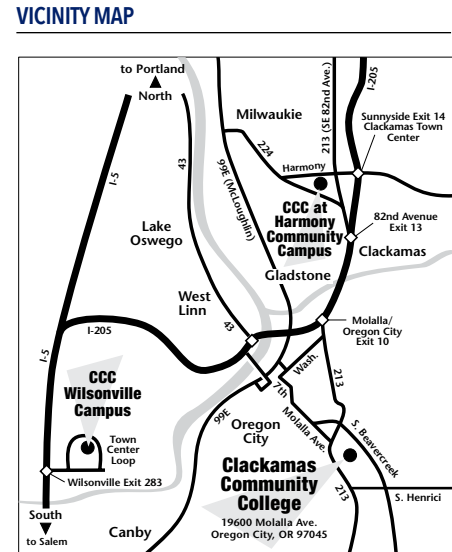 VICINITY MAP
to Portland
North
I-205
213 (SE 82nd Ave.)
Milwaukie
Sunnyside Exit 14
Clackamas Town
Center
224
Harmony
43
99E (McLoughlin)
I-5
CCC at
Harmony
Community
Campus
82nd Avenue
Exit 13
Lake
Oswego
Clackamas
Gladstone
West
Linn
43
Molalla/
Oregon City
Exit 10
I-205
I-5
Wash.
213
CCC
Wilsonville
Campus
7th
99E
Molalla Ave.
Oregon
City
S. Beavercreek
Town
Center
Loop
Clackamas
Community
College
Wilsonville Exit 283
213
S. Henrici
South
to Salem
Canby
19600 Molalla Ave.
Oregon City, OR 97045